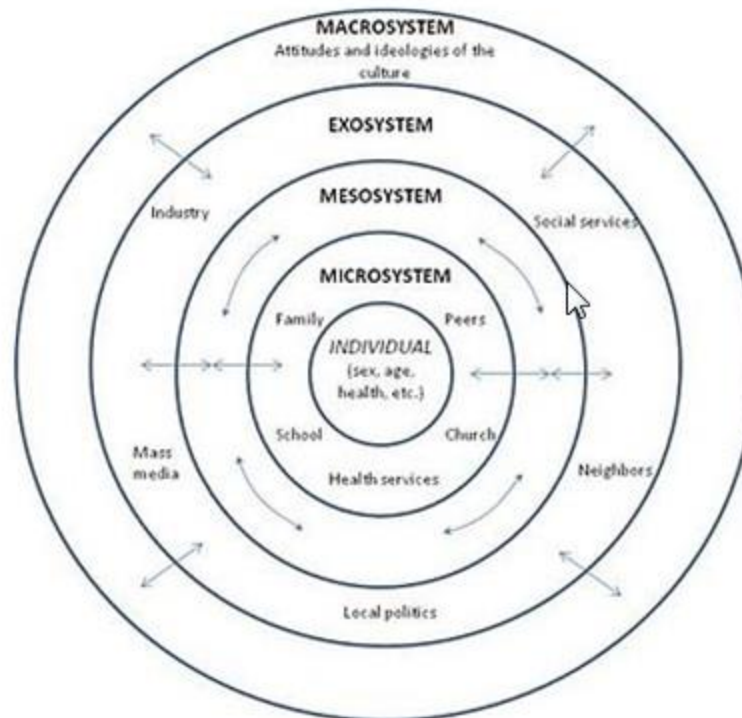 MACROSYSTEM
Attitudes and ideologies of the
culture
EXOSYSTEM
MESOSYSTEM
Industry
Social services
MICROSYSTEM
Family
Peers
INDIVIDUAL
(sex, age,
health, etc.)
School
Church
Mass
media
Health services
Neighbors
Local politics